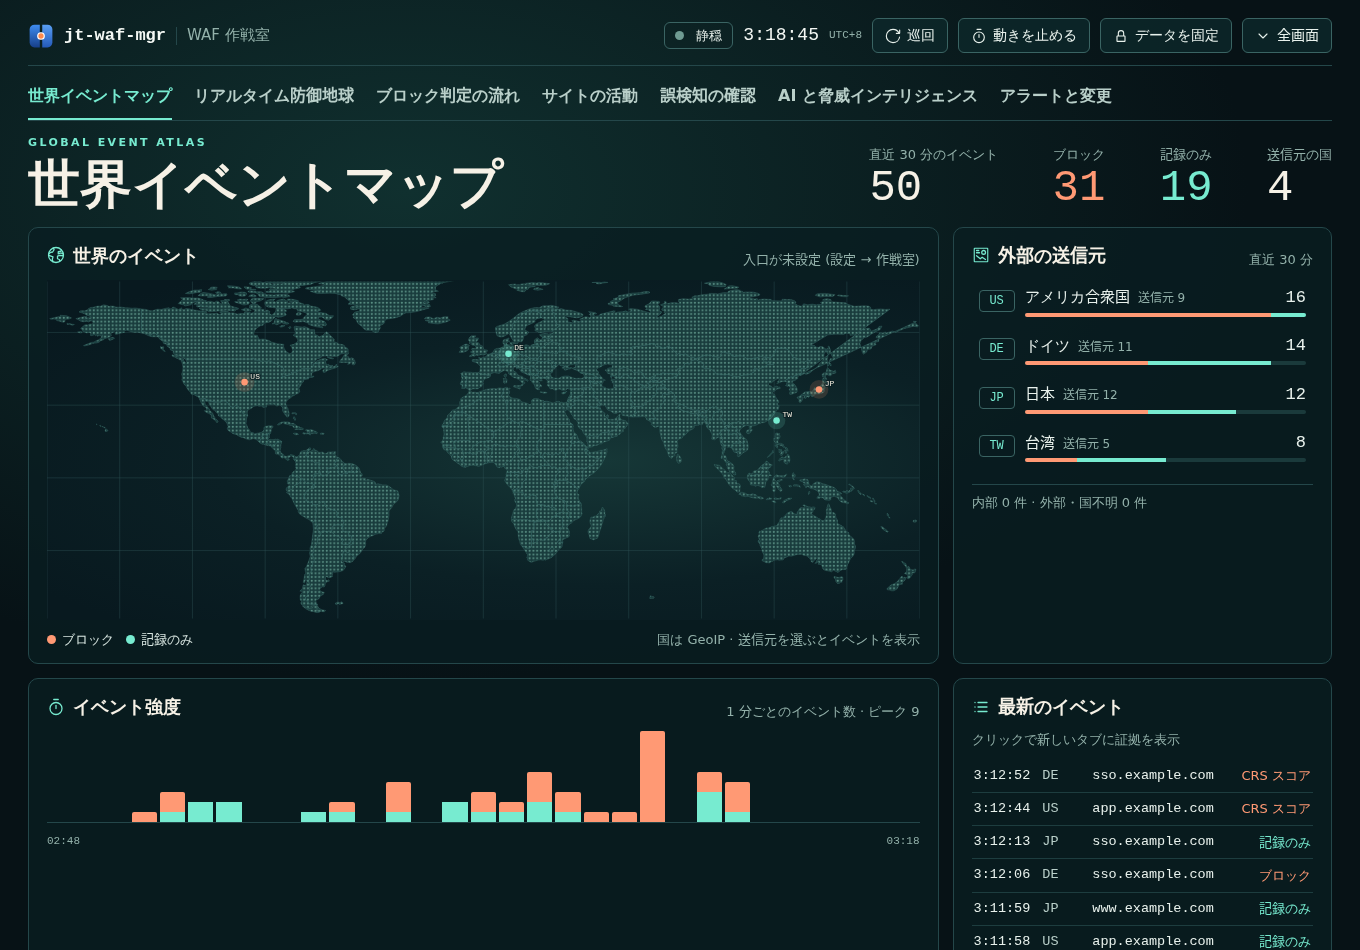 jt-waf-mgr WAF 作戦室
静穏 3:18:45 UTC+8 巡回 動きを止める データを固定 全画面
世界イベントマップ リアルタイム防御地球 ブロック判定の流れ サイトの活動 誤検知の確認 AI と脅威インテリジェンス アラートと変更
GLOBAL EVENT ATLAS
世界イベントマップ
直近 30 分のイベント ブロック 記録のみ 送信元の国
50 31 19 4
世界のイベント 入口が未設定 (設定 → 作戦室)
US
DE
JP
TW
ブロック 記録のみ 国は GeoIP · 送信元を選ぶとイベントを表示
外部の送信元 直近 30 分
US アメリカ合衆国 送信元 9 16
DE ドイツ 送信元 11 14
JP 日本 送信元 12 12
TW 台湾 送信元 5 8
内部 0 件 · 外部・国不明 0 件
イベント強度 1 分ごとのイベント数 · ピーク 9
02:48 03:18
最新のイベント
クリックで新しいタブに証拠を表示
3:12:52 DE sso.example.com CRS スコア
3:12:44 US app.example.com CRS スコア
3:12:13 JP sso.example.com 記録のみ
3:12:06 DE sso.example.com ブロック
3:11:59 JP www.example.com 記録のみ
3:11:58 US app.example.com 記録のみ